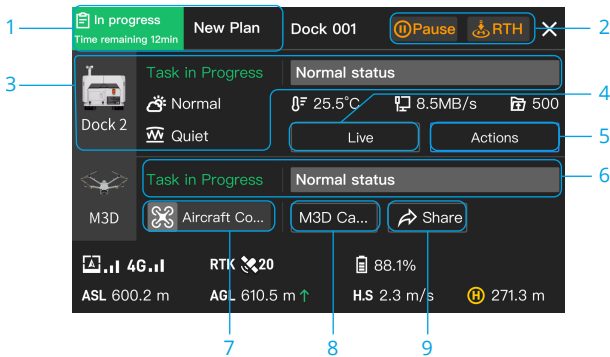 1 In progress New Plan Dock 001 Pause RTH 2
Time remaining 12min
3 Task in Progress Normal status
Normal 25.5°C 8.5MB/s 500 4
Dock 2 Quiet Live Actions 5
Task in Progress Normal status 6
M3D Aircraft Co... M3D Ca... Share
A 4G RTK 20 88.1%
ASL 600.2 m AGL 610.5 m ↑ H.S 2.3 m/s H 271.3 m
7 8 9